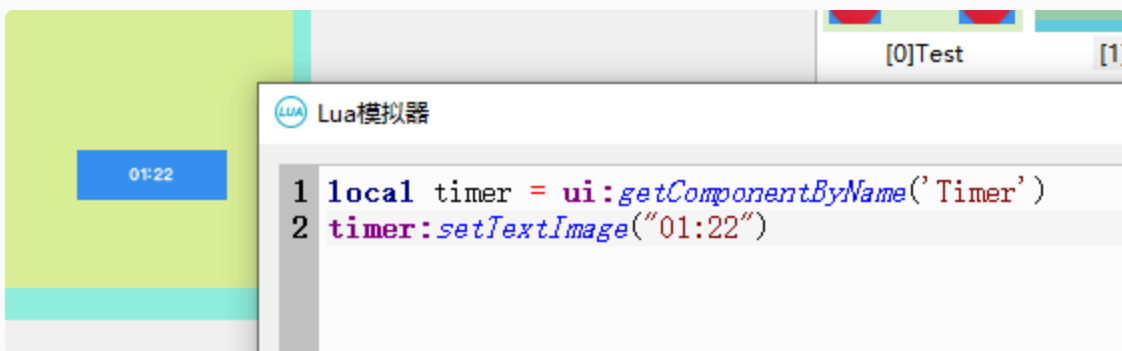 [0]Test
[1]
LUA Lua模拟器
01:22
1 local timer = ui:getComponentByName('Timer')
2 timer:setTextImage("01:22")